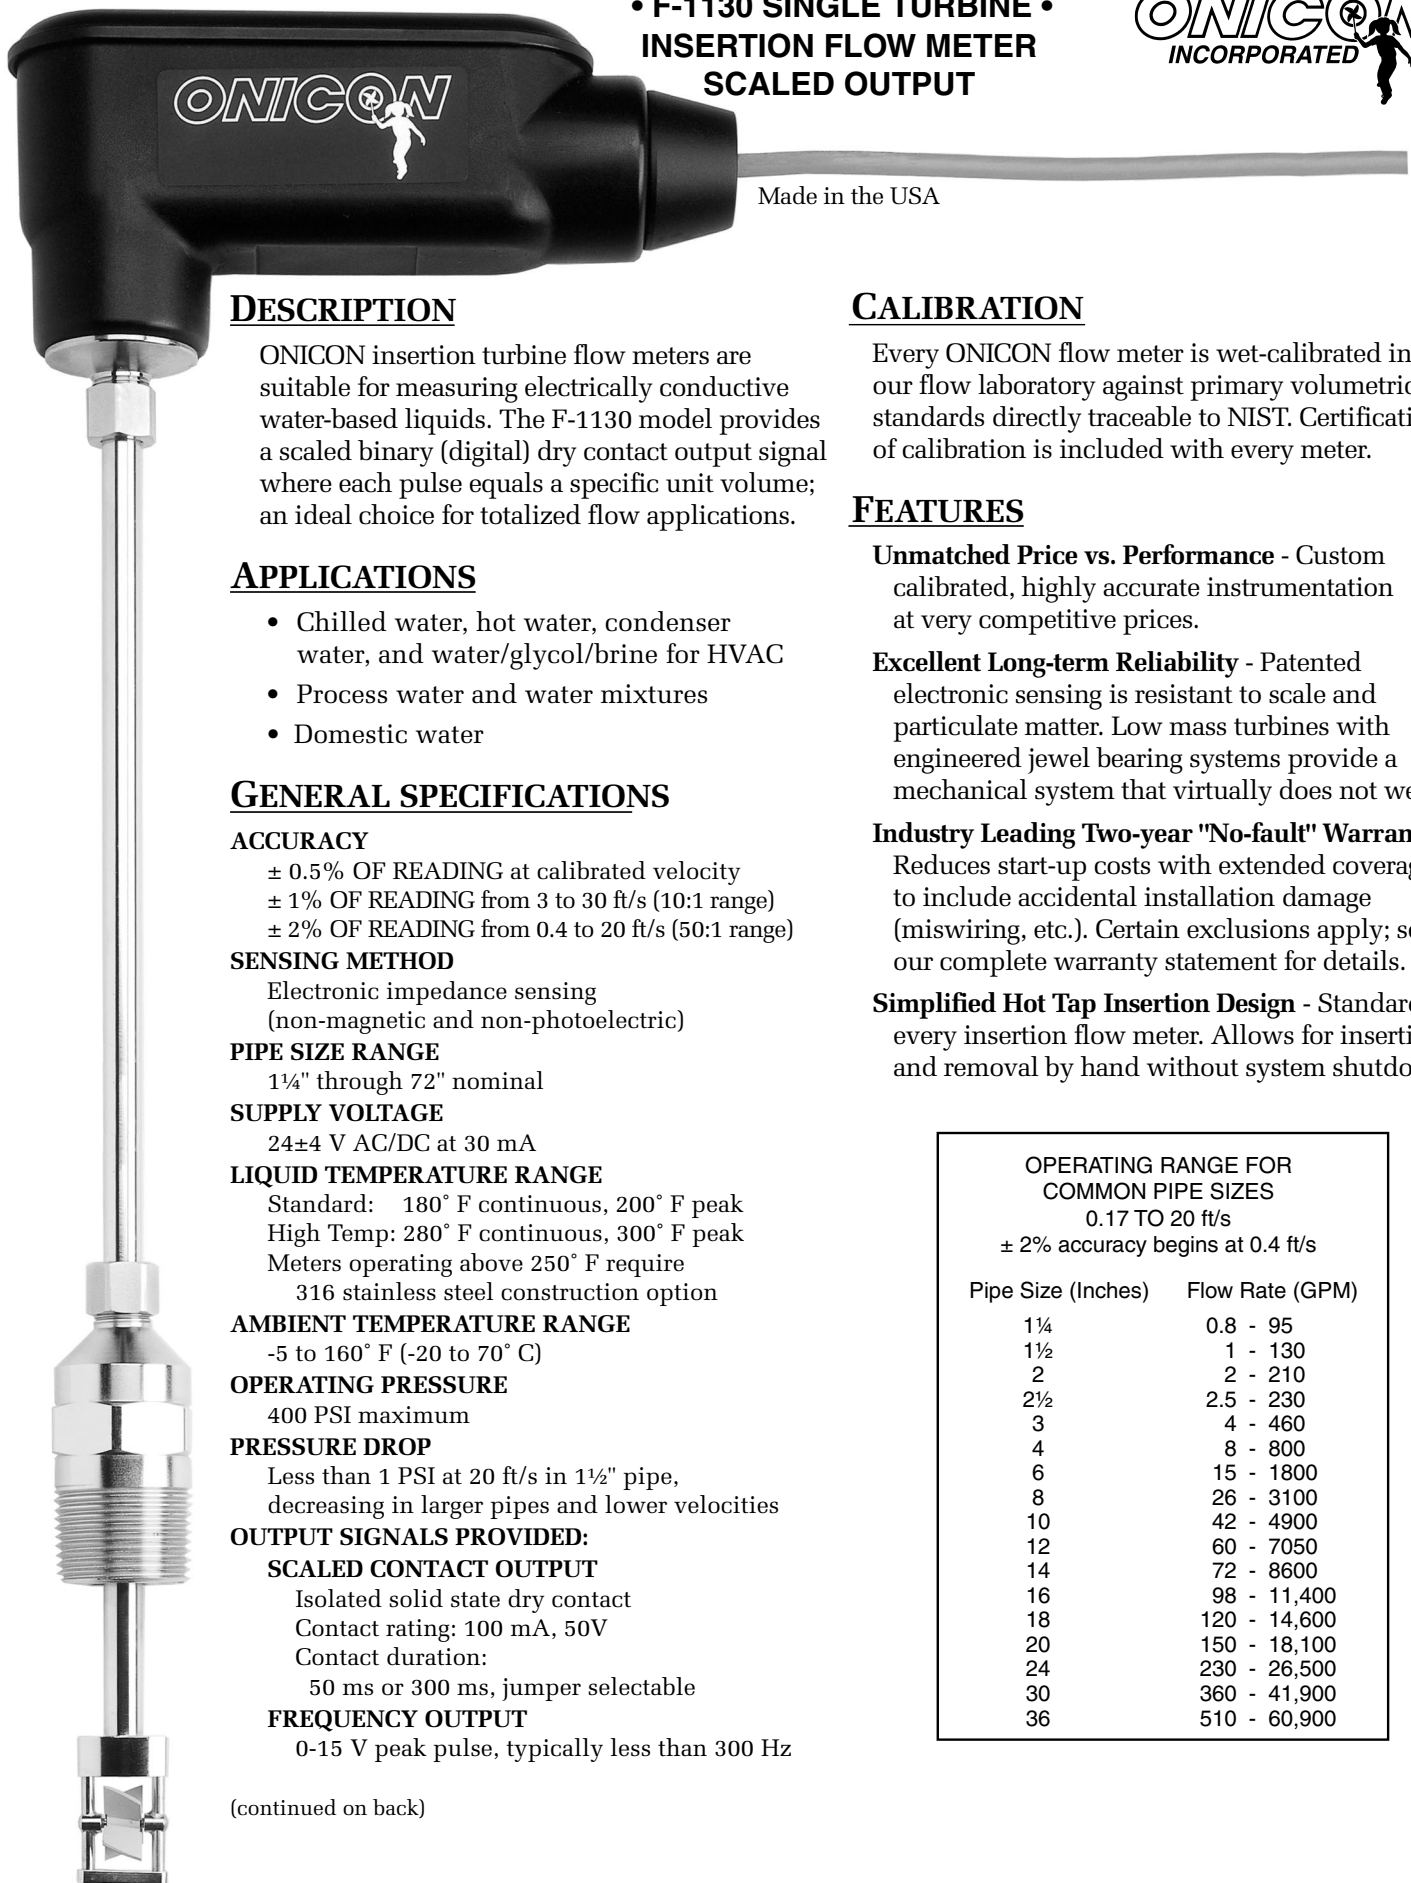 • F-1130 SINGLE TURBINE •
INSERTION FLOW METER
SCALED OUTPUT
ONICON
INCORPORATED
ONICON
Made in the USA
DESCRIPTION
ONICON insertion turbine flow meters are
suitable for measuring electrically conductive
water-based liquids. The F-1130 model provides
a scaled binary (digital) dry contact output signal
where each pulse equals a specific unit volume;
an ideal choice for totalized flow applications.
APPLICATIONS
• Chilled water, hot water, condenser
water, and water/glycol/brine for HVAC
• Process water and water mixtures
• Domestic water
GENERAL SPECIFICATIONS
ACCURACY
± 0.5% OF READING at calibrated velocity
± 1% OF READING from 3 to 30 ft/s (10:1 range)
± 2% OF READING from 0.4 to 20 ft/s (50:1 range)
SENSING METHOD
Electronic impedance sensing
(non-magnetic and non-photoelectric)
PIPE SIZE RANGE
1¼" through 72" nominal
SUPPLY VOLTAGE
24±4 V AC/DC at 30 mA
LIQUID TEMPERATURE RANGE
Standard: 180˚ F continuous, 200˚ F peak
High Temp: 280˚ F continuous, 300˚ F peak
Meters operating above 250˚ F require
316 stainless steel construction option
AMBIENT TEMPERATURE RANGE
-5 to 160˚ F (-20 to 70˚ C)
OPERATING PRESSURE
400 PSI maximum
PRESSURE DROP
Less than 1 PSI at 20 ft/s in 1½" pipe,
decreasing in larger pipes and lower velocities
OUTPUT SIGNALS PROVIDED:
SCALED CONTACT OUTPUT
Isolated solid state dry contact
Contact rating: 100 mA, 50V
Contact duration:
50 ms or 300 ms, jumper selectable
FREQUENCY OUTPUT
0-15 V peak pulse, typically less than 300 Hz
(continued on back)
CALIBRATION
Every ONICON flow meter is wet-calibrated in
our flow laboratory against primary volumetric
standards directly traceable to NIST. Certificati
of calibration is included with every meter.
FEATURES
Unmatched Price vs. Performance - Custom
calibrated, highly accurate instrumentation
at very competitive prices.
Excellent Long-term Reliability - Patented
electronic sensing is resistant to scale and
particulate matter. Low mass turbines with
engineered jewel bearing systems provide a
mechanical system that virtually does not we
Industry Leading Two-year "No-fault" Warran
Reduces start-up costs with extended coverag
to include accidental installation damage
(miswiring, etc.). Certain exclusions apply; se
our complete warranty statement for details.
Simplified Hot Tap Insertion Design - Standar
every insertion flow meter. Allows for inserti
and removal by hand without system shutdo
OPERATING RANGE FOR
COMMON PIPE SIZES
0.17 TO 20 ft/s
± 2% accuracy begins at 0.4 ft/s
Pipe Size (Inches) Flow Rate (GPM)
1¼ 0.8 - 95
1½ 1 - 130
2 2 - 210
2½ 2.5 - 230
3 4 - 460
4 8 - 800
6 15 - 1800
8 26 - 3100
10 42 - 4900
12 60 - 7050
14 72 - 8600
16 98 - 11,400
18 120 - 14,600
20 150 - 18,100
24 230 - 26,500
30 360 - 41,900
36 510 - 60,900